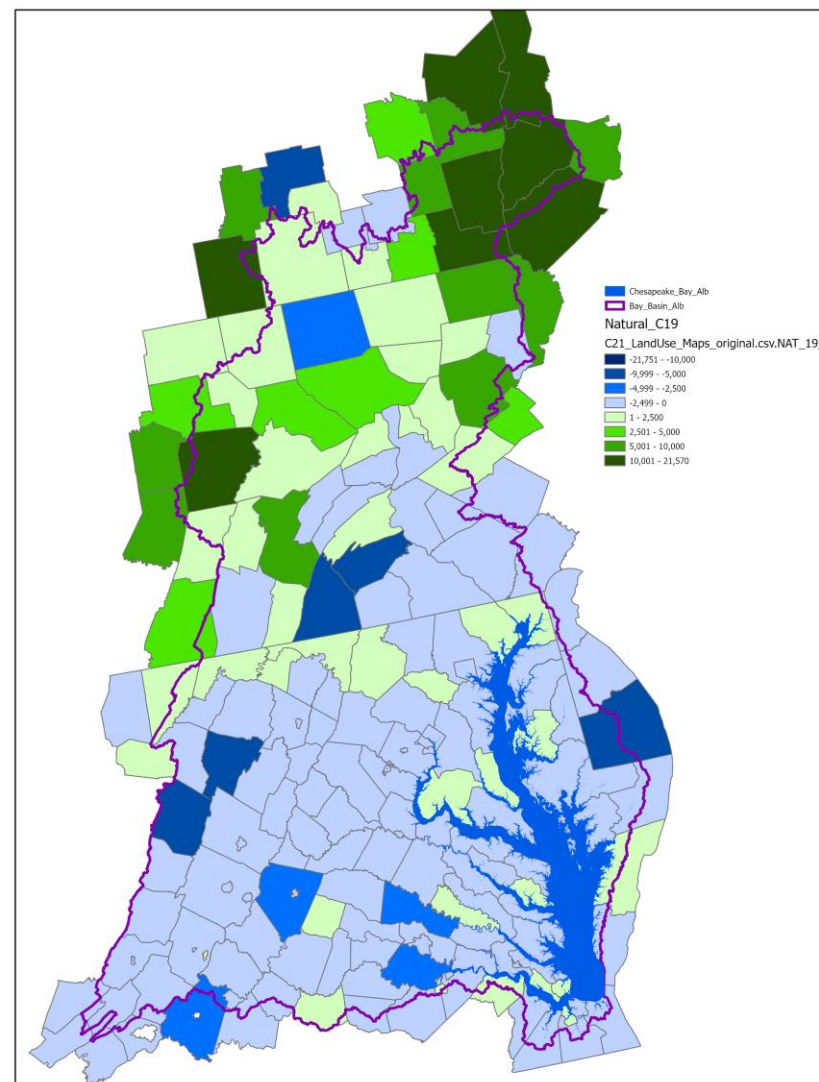 Chesapeake_Bay_Alb
Bay_Basin_Alb
Natural_C19
C21_LandUse_Maps_original.csv.NAT_19_
-21,751 - -10,000
-9,999 - -5,000
-4,999 - -2,500
-2,499 - 0
1 - 2,500
2,501 - 5,000
5,001 - 10,000
10,001 - 21,570